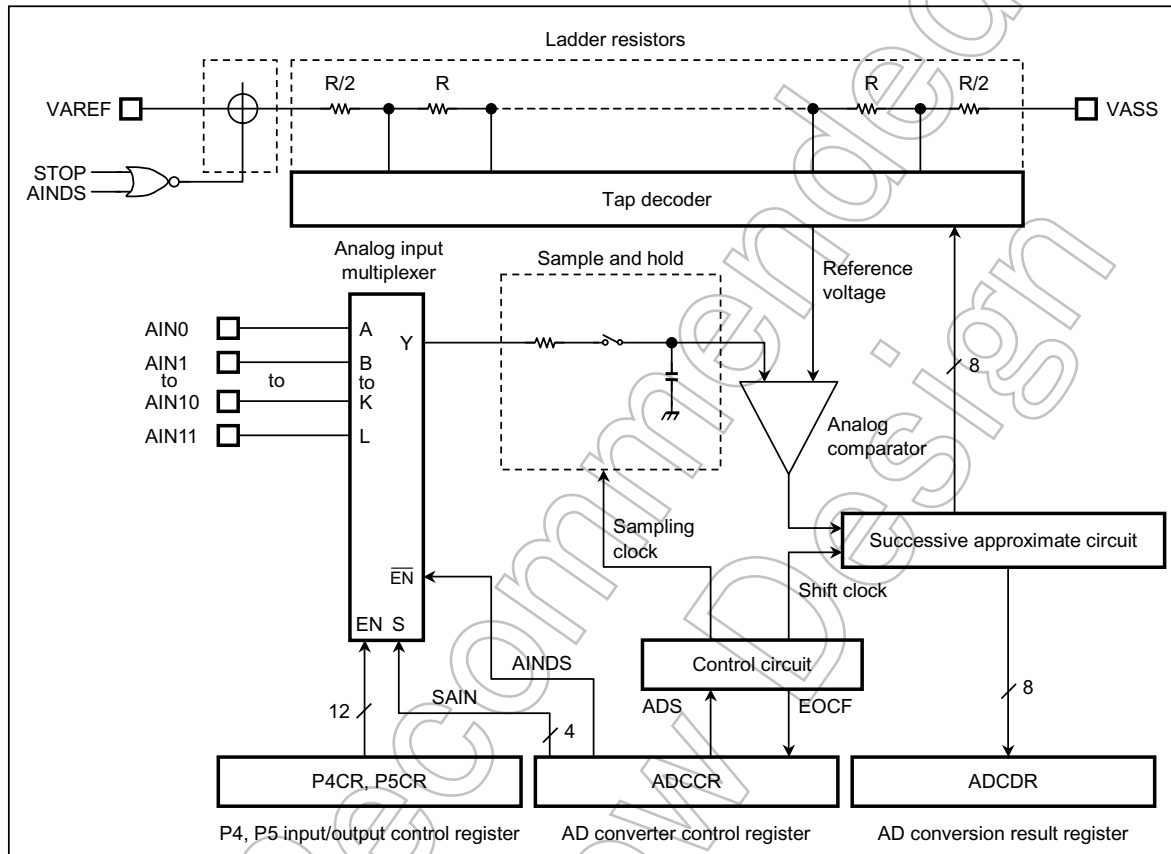 Ladder resistors
R/2
R
R
R/2
VAREF
VASS
STOP
AINDS
Tap decoder
Analog input
multiplexer
Sample and hold
Reference
voltage
AIN0
A
Y
AIN1
B
to
to
to
AIN10
K
AIN11
L
8
Analog
comparator
Sampling
clock
Successive approximate circuit
EN
Shift clock
EN S
AINDS
Control circuit
SAIN
ADS
EOCF
12
4
8
P4CR, P5CR
ADCCR
ADCDR
P4, P5 input/output control register
AD converter control register
AD conversion result register
ecommended
w Design